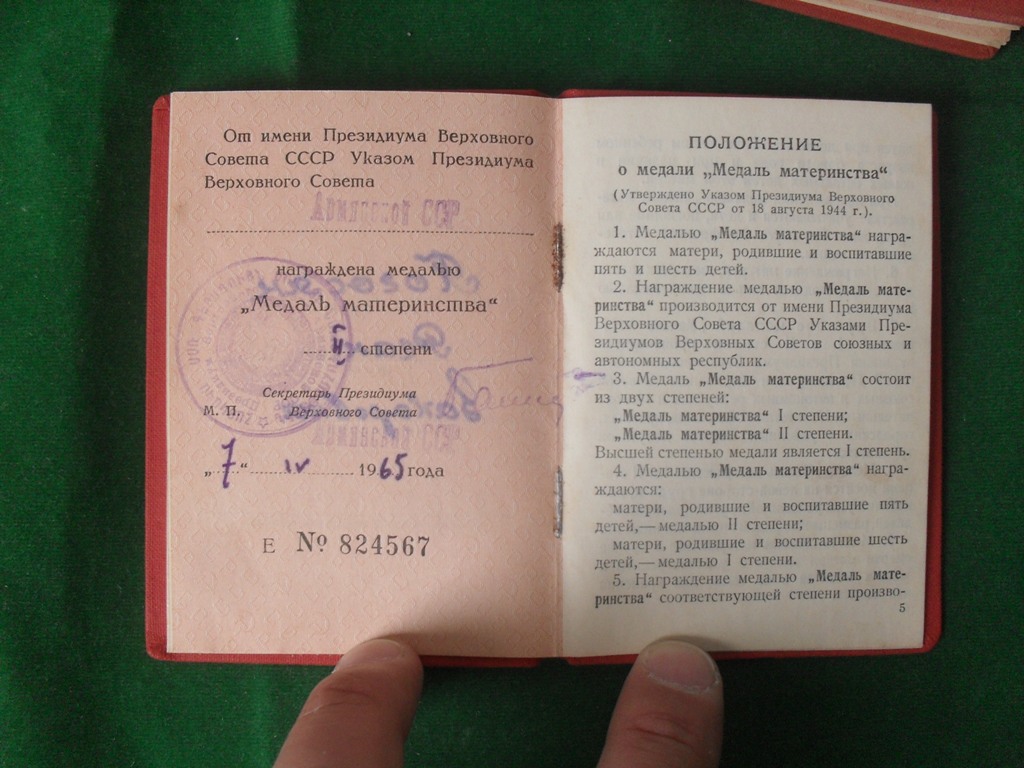 От имени Президиума Верховного
Совета СССР Указом Президиума
Верховного Совета
Армянской ССР
награждена медалью
„Медаль материнства“
II степени
Секретарь Президиума
М. П. Верховного Совета
Армянской ССР
„7“ IV 1965 года
Е № 824567
ПОЛОЖЕНИЕ
о медали „Медаль материнства“
(Утверждено Указом Президиума Верховного
Совета СССР от 18 августа 1944 г.).
1. Медалью „Медаль материнства“ награ-
ждаются матери, родившие и воспитавшие
пять и шесть детей.
2. Награждение медалью „Медаль мате-
ринства“ производится от имени Президиума
Верховного Совета СССР Указами Пре-
зидиумов Верховных Советов союзных и
автономных республик.
3. Медаль „Медаль материнства“ состоит
из двух степеней:
„Медаль материнства“ I степени;
„Медаль материнства“ II степени.
Высшей степенью медали является I степень.
4. Медалью „Медаль материнства“ награ-
ждаются:
матери, родившие и воспитавшие пять
детей,— медалью II степени;
матери, родившие и воспитавшие шесть
детей,— медалью I степени.
5. Награждение медалью „Медаль мате-
ринства“ соответствующей степени произво-
5